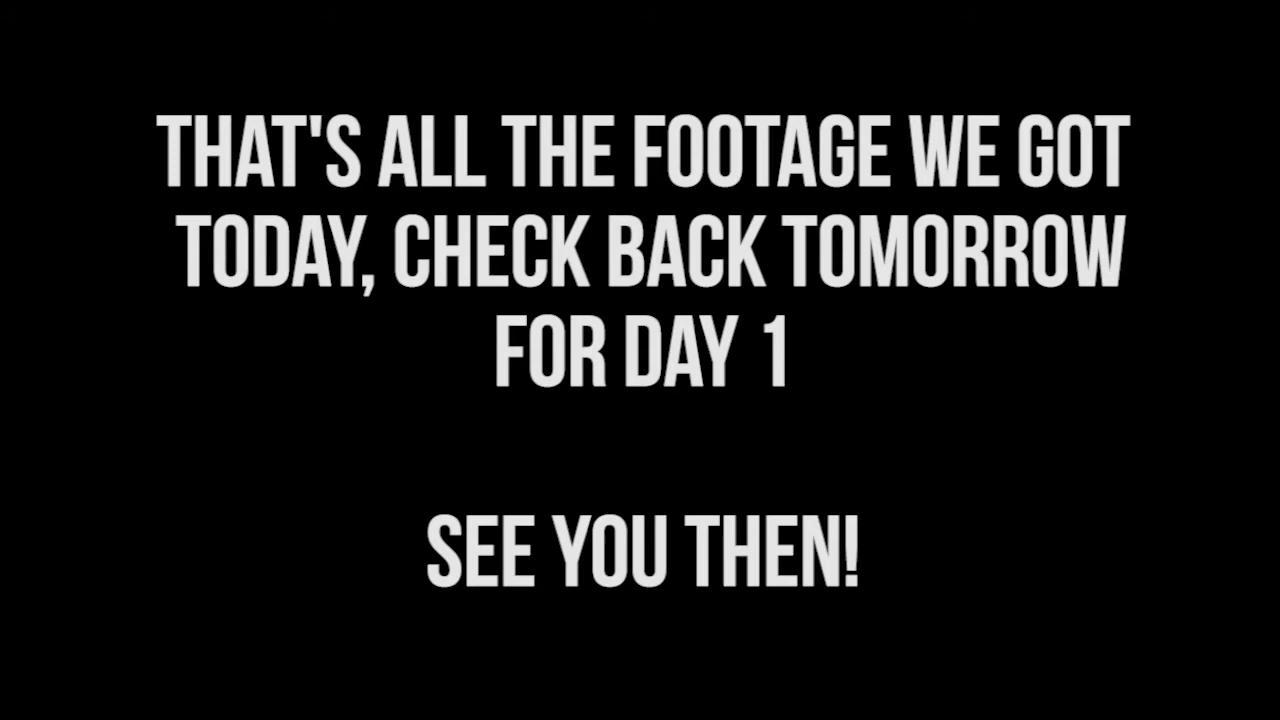 THAT'S ALL THE FOOTAGE WE GOT
TODAY, CHECK BACK TOMORROW
FOR DAY 1
SEE YOU THEN!